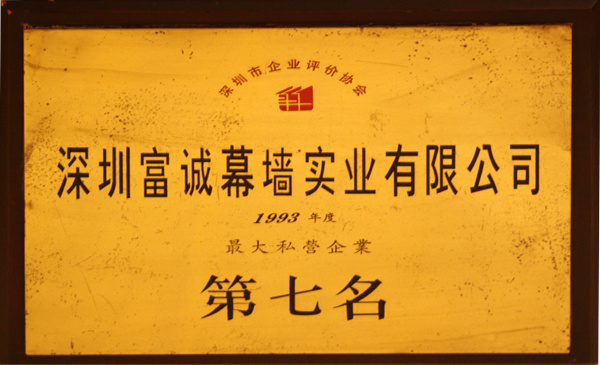 深圳市企业评价协会
深圳富诚幕墙实业有限公司
1993 年度
最大私营企業
第七名